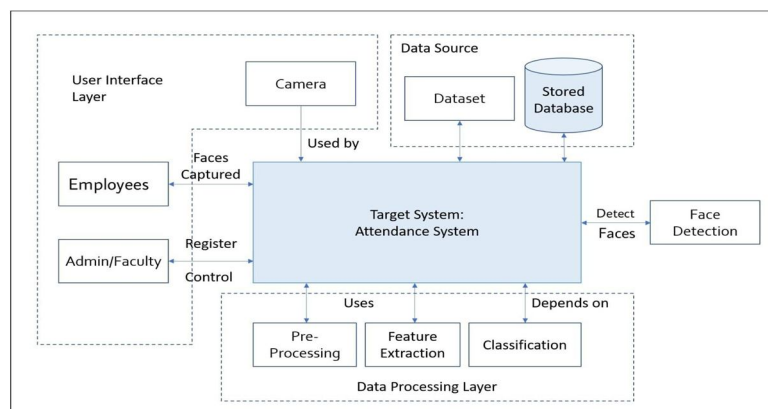 User Interface
Layer
Camera
Data Source
Dataset
Stored
Database
Used by
Employees
Faces
Captured
Target System:
Attendance System
Detect
Faces
Face
Detection
Admin/Faculty
Register
Control
Uses
Depends on
Pre-
Processing
Feature
Extraction
Classification
Data Processing Layer